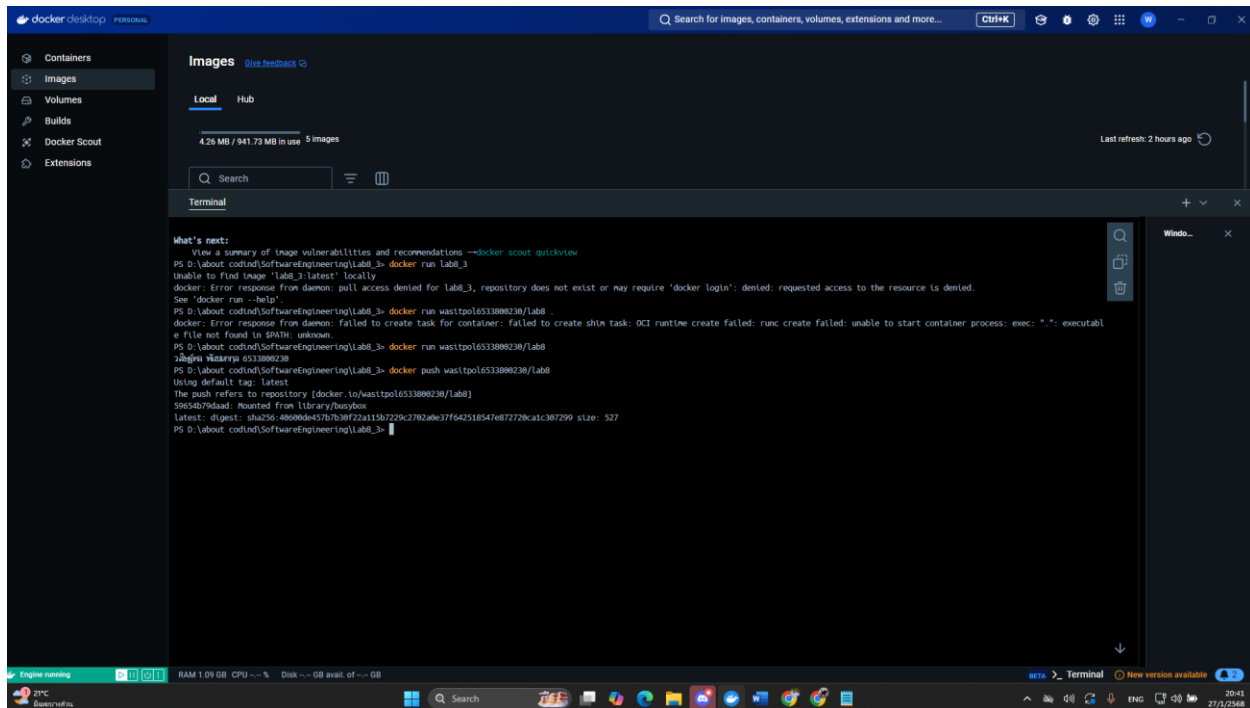 docker desktop PERSONAL
Search for images, containers, volumes, extensions and more... Ctrl+K W
Containers
Images
Volumes
Builds
Docker Scout
Extensions
Images Give feedback
Local Hub
4.26 MB / 941.73 MB in use 5 images
Last refresh: 2 hours ago
Search
Terminal
Windo...
What's next:
View a summary of image vulnerabilities and recommendations → docker scout quickview
PS D:\about codind\SoftwareEngineering\Lab8_3> docker run lab8_3
Unable to find image 'lab8_3:latest' locally
docker: Error response from daemon: pull access denied for lab8_3, repository does not exist or may require 'docker login': denied: requested access to the resource is denied.
See 'docker run --help'.
PS D:\about codind\SoftwareEngineering\Lab8_3> docker run wasitpol6533800230/lab8 .
docker: Error response from daemon: failed to create task for container: failed to create shim task: OCI runtime create failed: runc create failed: unable to start container process: exec: ".": executabl
e file not found in $PATH: unknown.
PS D:\about codind\SoftwareEngineering\Lab8_3> docker run wasitpol6533800230/lab8
6533800230
PS D:\about codind\SoftwareEngineering\Lab8_3> docker push wasitpol6533800230/lab8
Using default tag: latest
The push refers to repository [docker.io/wasitpol6533800230/lab8]
59654b79daad: Mounted from library/busybox
latest: digest: sha256:40600de457b7b30f22a115b7229c2702a0e37f642518547e872720ca1c307299 size: 527
PS D:\about codind\SoftwareEngineering\Lab8_3>
Engine running RAM 1.09 GB CPU --.-- % Disk --.-- GB avail. of --.-- GB BETA >_ Terminal New version available 2
21°C
Search
ENG
20:41
27/1/2568